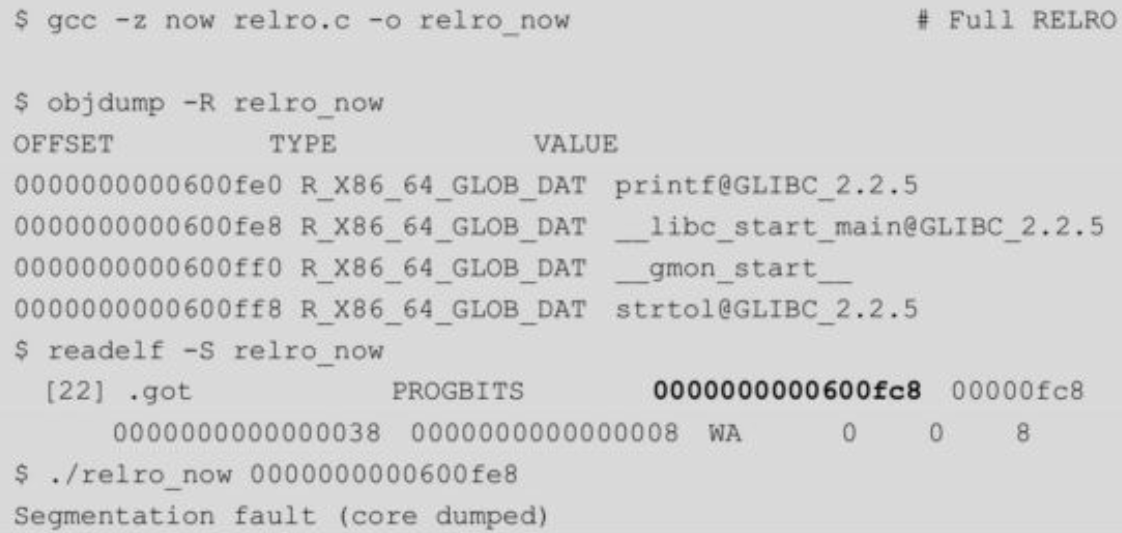 $ gcc -z now relro.c -o relro_now # Full RELRO
$ objdump -R relro_now
OFFSET TYPE VALUE
0000000000600fe0 R_X86_64_GLOB_DAT printf@GLIBC_2.2.5
0000000000600fe8 R_X86_64_GLOB_DAT __libc_start_main@GLIBC_2.2.5
0000000000600ff0 R_X86_64_GLOB_DAT __gmon_start__
0000000000600ff8 R_X86_64_GLOB_DAT strtol@GLIBC_2.2.5
$ readelf -S relro_now
[22] .got PROGBITS 0000000000600fc8 00000fc8
0000000000000038 0000000000000008 WA 0 0 8
$ ./relro_now 0000000000600fe8
Segmentation fault (core dumped)